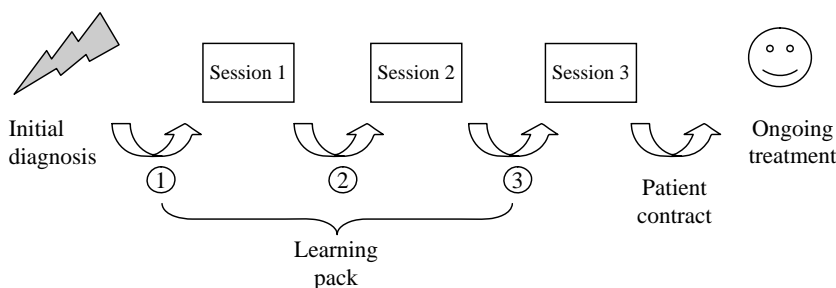 Session 1
Session 2
Session 3
Initial
diagnosis
Ongoing
treatment
1
2
3
Patient
contract
Learning
pack